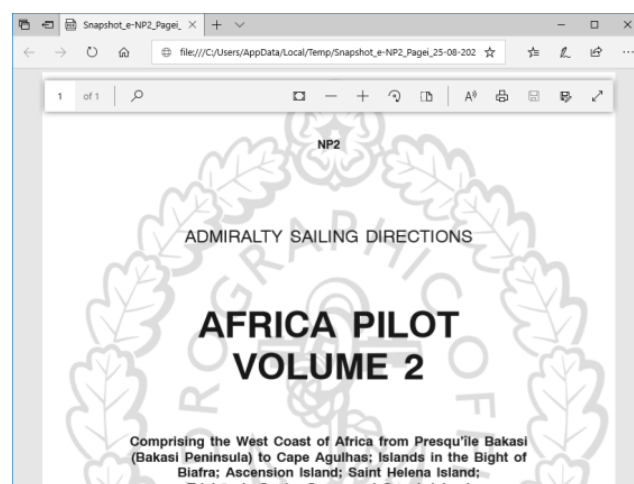 Snapshot_e-NP2_Pagei_
file:///C:/Users/AppData/Local/Temp/Snapshot_e-NP2_Pagei_25-08-202
1 of 1
NP2
ADMIRALTY SAILING DIRECTIONS
AFRICA PILOT
VOLUME 2
Comprising the West Coast of Africa from Presqu'île Bakasi
(Bakasi Peninsula) to Cape Agulhas; Islands in the Bight of
Biafra; Ascension Island; Saint Helena Island;